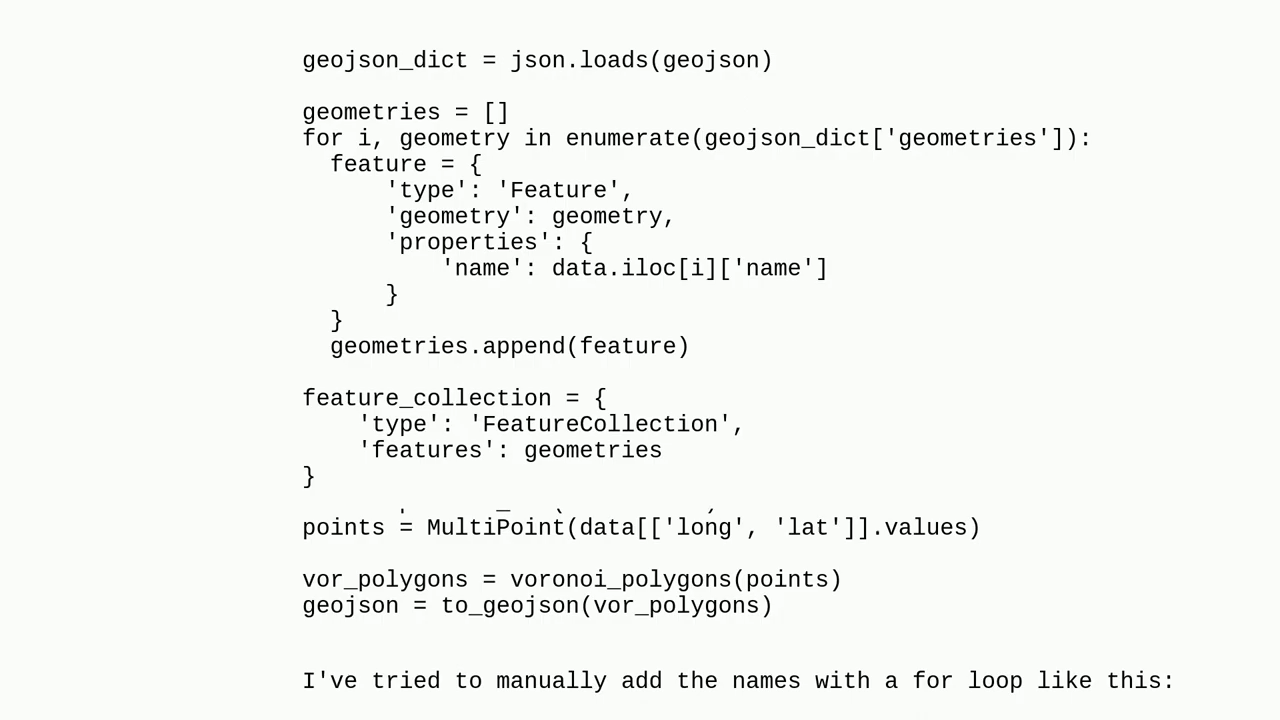 geojson_dict = json.loads(geojson)

geometries = []
for i, geometry in enumerate(geojson_dict['geometries']):
  feature = {
      'type': 'Feature',
      'geometry': geometry,
      'properties': {
          'name': data.iloc[i]['name']
      }
  }
  geometries.append(feature)

feature_collection = {
    'type': 'FeatureCollection',
    'features': geometries
}
points = MultiPoint(data[['long', 'lat']].values)

vor_polygons = voronoi_polygons(points)
geojson = to_geojson(vor_polygons)

I've tried to manually add the names with a for loop like this: